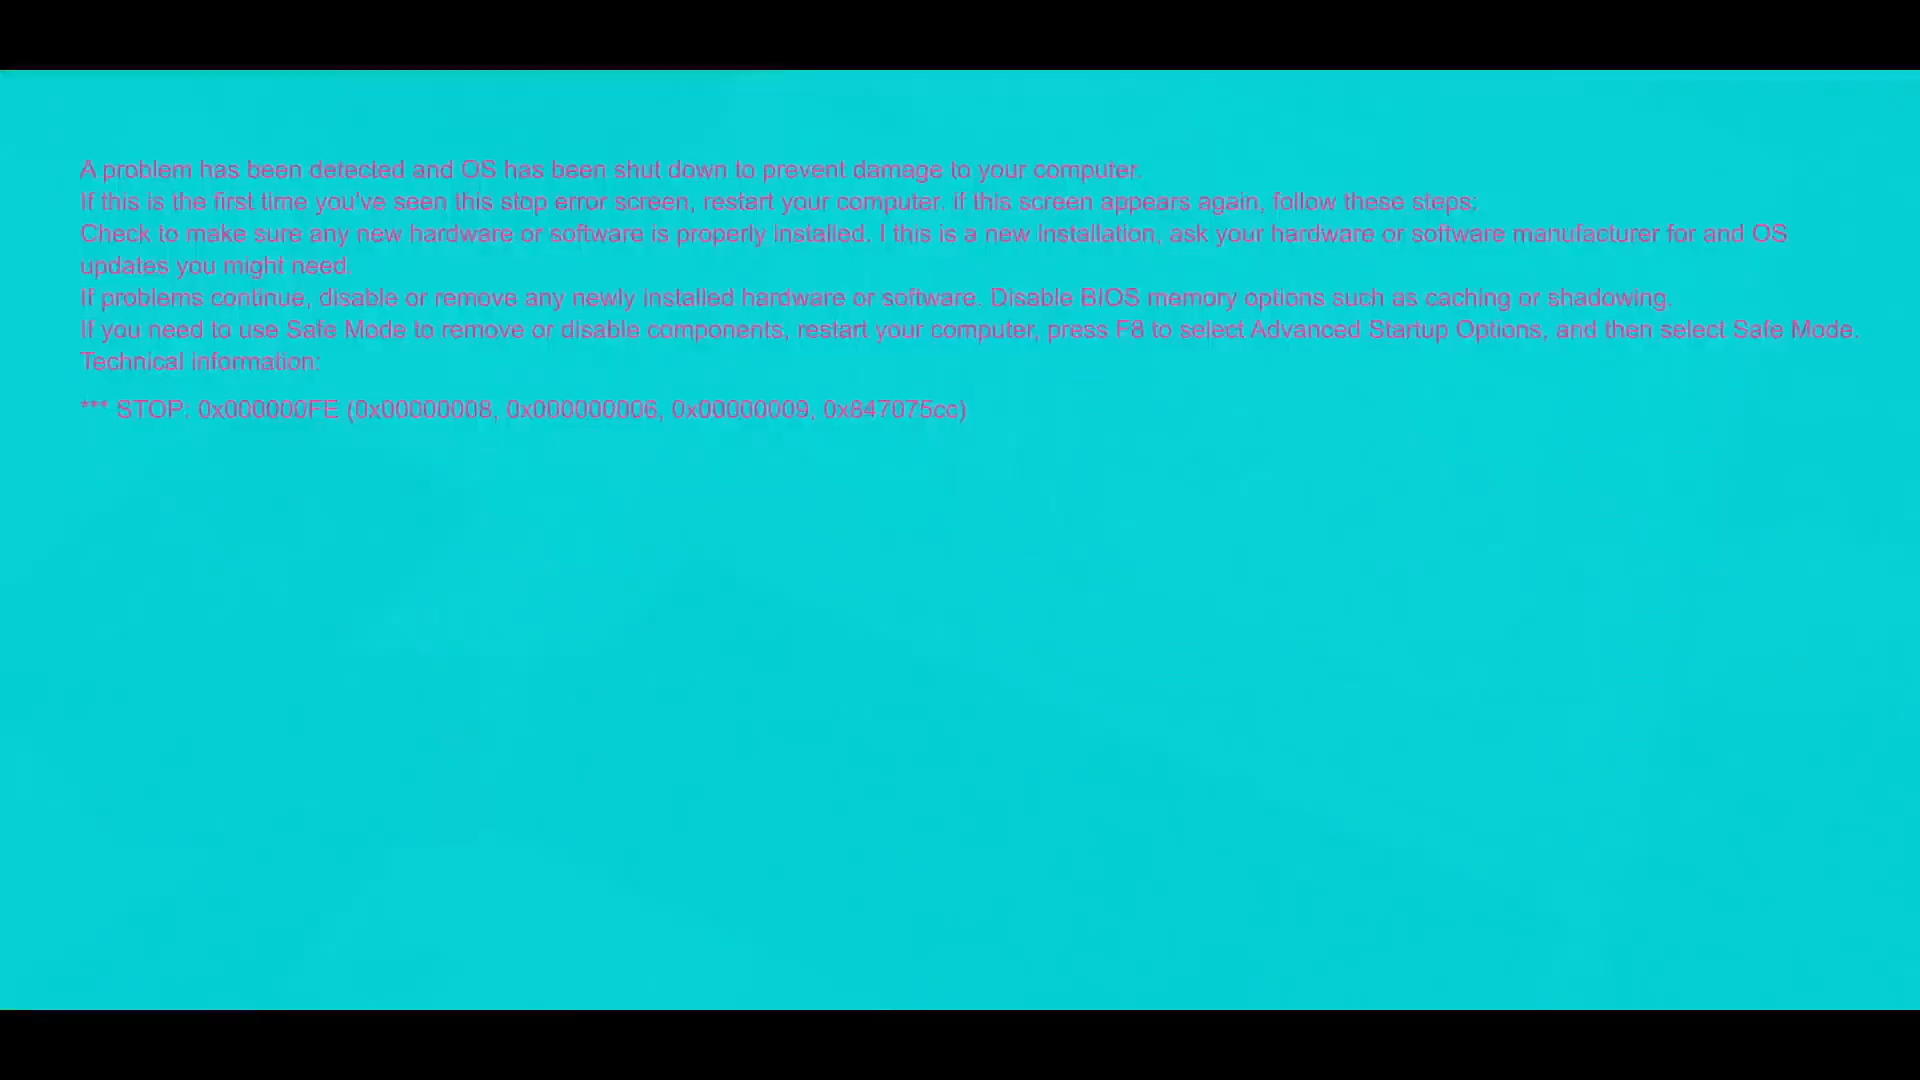 A problem has been detected and OS has been shut down to prevent damage to your computer.
If this is the first time you've seen this stop error screen, restart your computer. if this screen appears again, follow these steps:
Check to make sure any new hardware or software is properly installed. I this is a new installation, ask your hardware or software manufacturer for and OS
updates you might need.
If problems continue, disable or remove any newly installed hardware or software. Disable BIOS memory options such as caching or shadowing.
If you need to use Safe Mode to remove or disable components, restart your computer, press F8 to select Advanced Startup Options, and then select Safe Mode.
Technical information:
*** STOP: 0x000000FE (0x00000008, 0x000000006, 0x00000009, 0x847075cc)